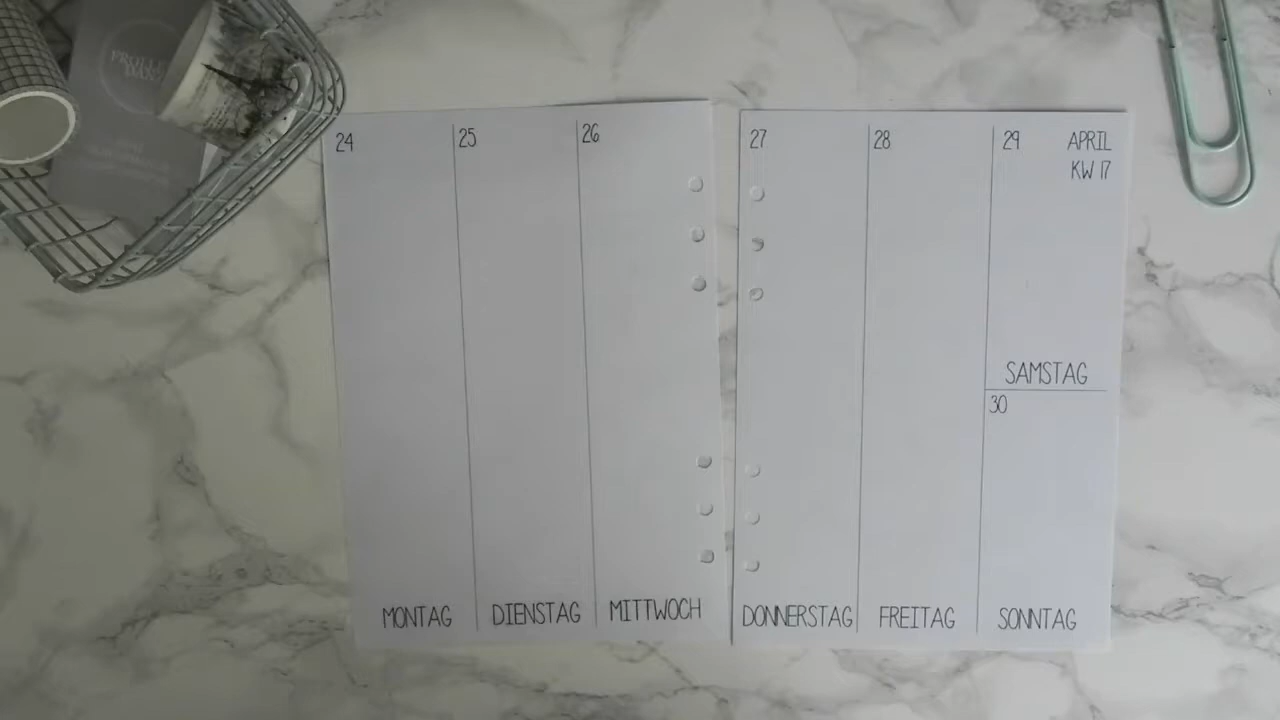 24
25
26
27
28
29
APRIL
KW 17
SAMSTAG
30
MONTAG
DIENSTAG
MITTWOCH
DONNERSTAG
FREITAG
SONNTAG